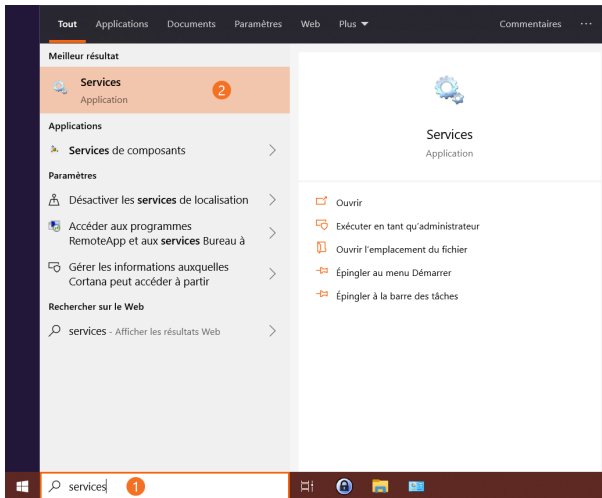 Tout Applications Documents Paramètres Web Plus Commentaires ...
Meilleur résultat
Services
Application
2
Applications
Services de composants
Paramètres
Désactiver les services de localisation
Accéder aux programmes
RemoteApp et aux services Bureau à
Gérer les informations auxquelles
Cortana peut accéder à partir
Rechercher sur le Web
services - Afficher les résultats Web
Services
Application
Ouvrir
Exécuter en tant qu'administrateur
Ouvrir l'emplacement du fichier
Épingler au menu Démarrer
Épingler à la barre des tâches
services 1